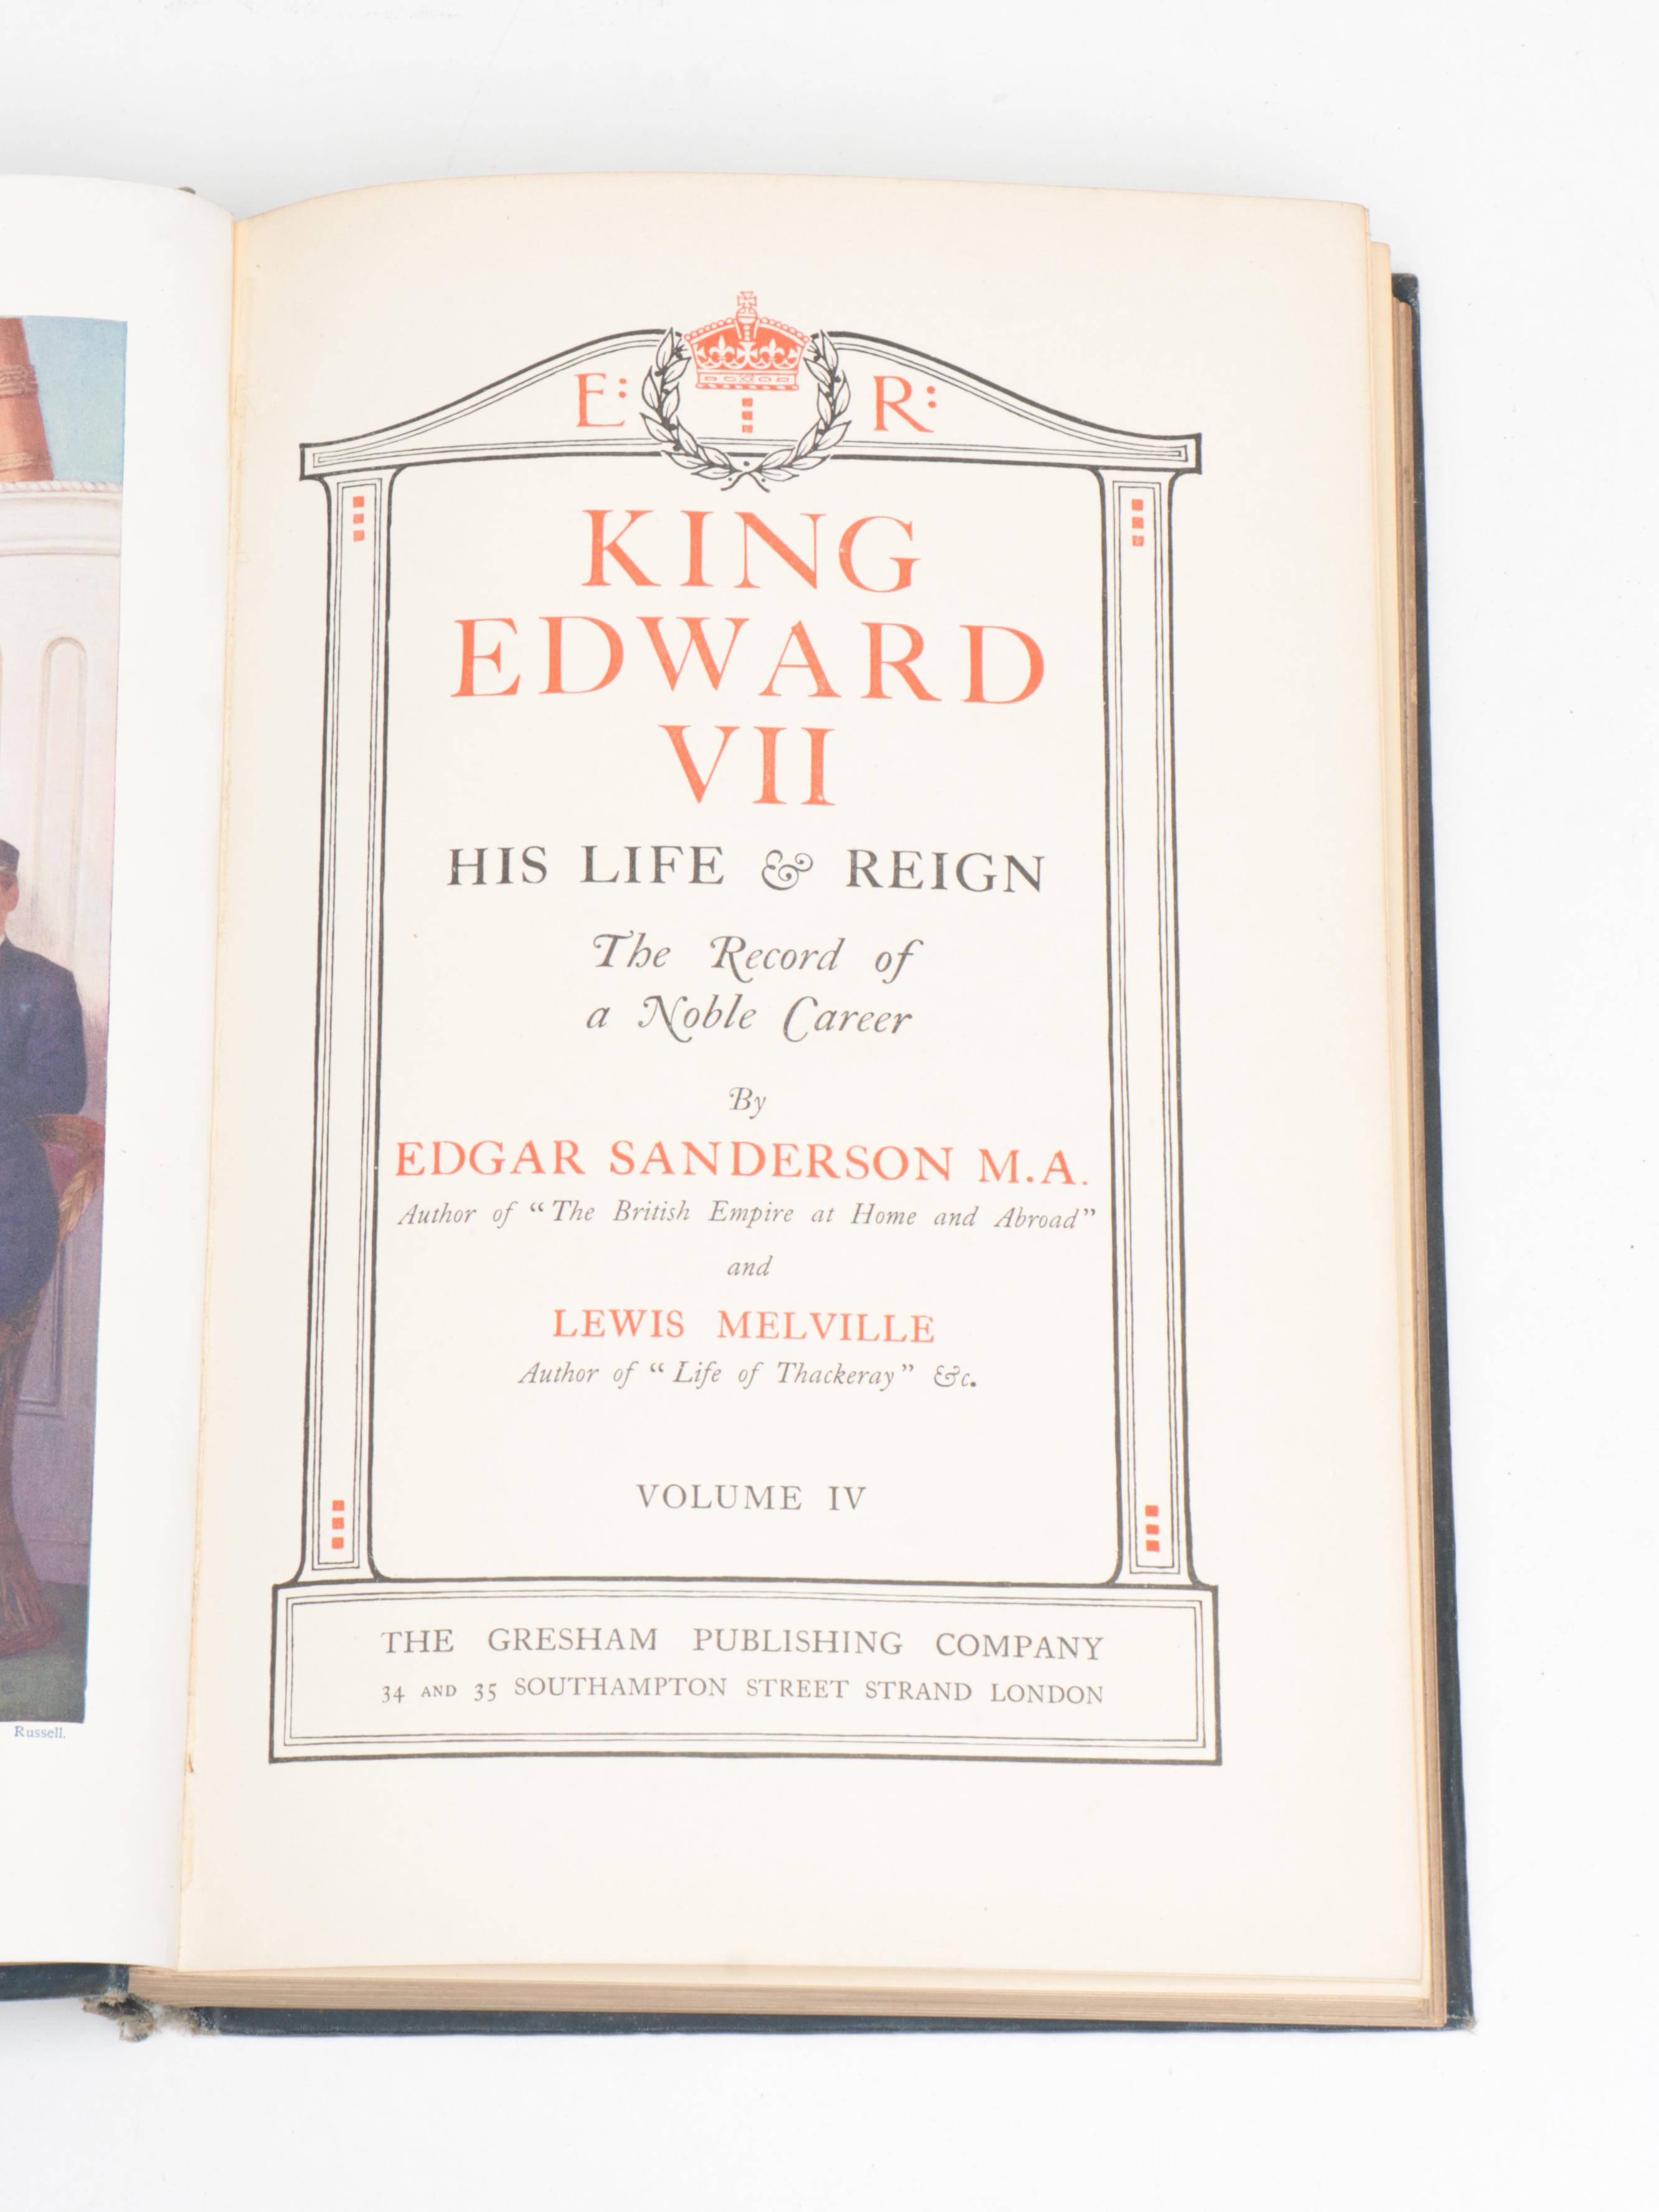 Russell.
E: R:
KING
EDWARD
VII
HIS LIFE & REIGN
The Record of
a Noble Career
By
EDGAR SANDERSON M.A.
Author of "The British Empire at Home and Abroad"
and
LEWIS MELVILLE
Author of "Life of Thackeray" &c.
VOLUME IV
THE GRESHAM PUBLISHING COMPANY
34 AND 35 SOUTHAMPTON STREET STRAND LONDON